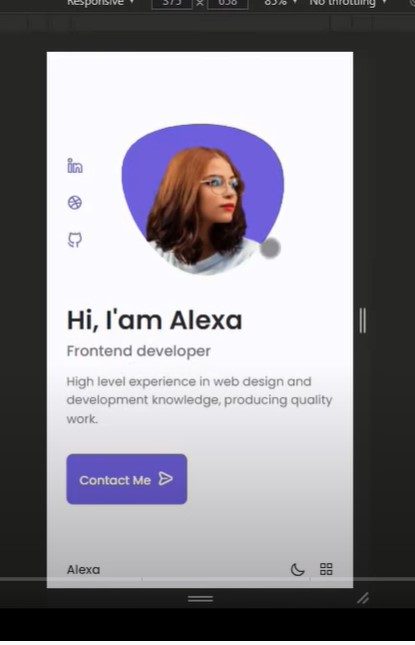 Responsive
375 × 658 85% No throttling
Hi, I'am Alexa
Frontend developer
High level experience in web design and
development knowledge, producing quality
work.
Contact Me
Alexa